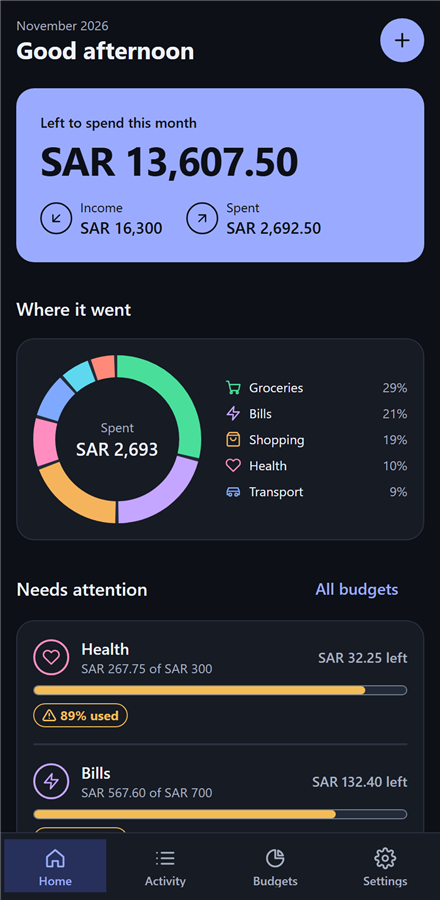 November 2026
Good afternoon
Left to spend this month
SAR 13,607.50
Income
SAR 16,300
Spent
SAR 2,692.50
Where it went
Spent
SAR 2,693
Groceries 29%
Bills 21%
Shopping 19%
Health 10%
Transport 9%
Needs attention All budgets
Health
SAR 267.75 of SAR 300
SAR 32.25 left
89% used
Bills
SAR 567.60 of SAR 700
SAR 132.40 left
Home Activity Budgets Settings